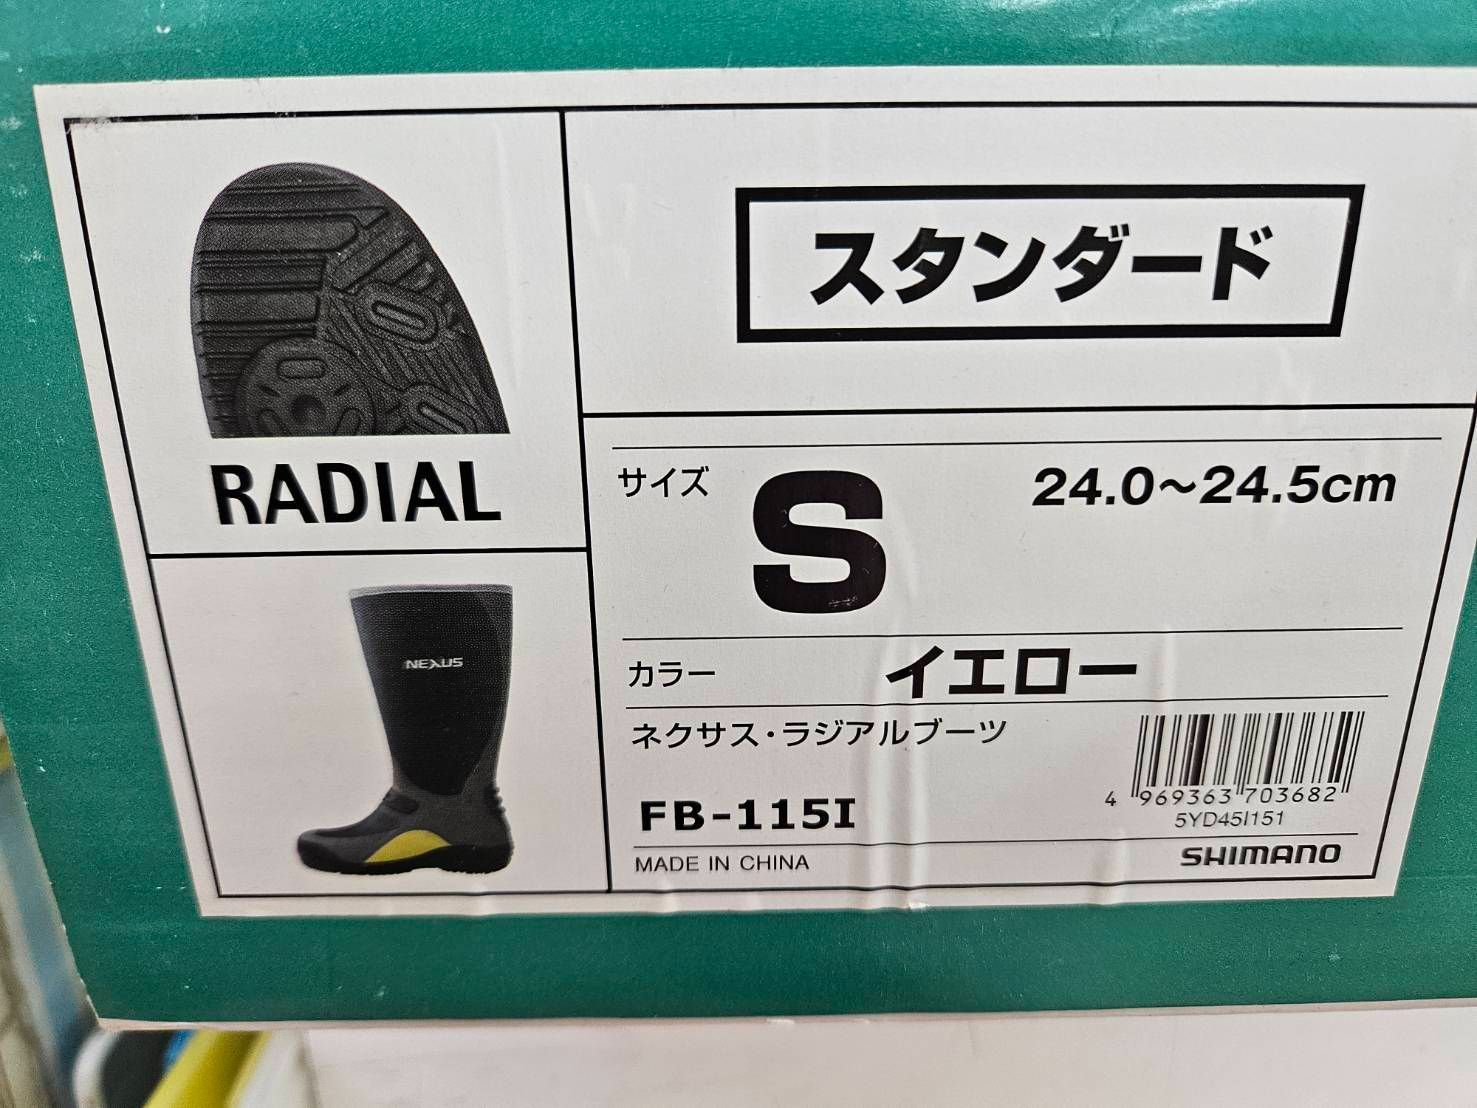 スタンダード
RADIAL
サイズ S 24.0~24.5cm
NEXUS
カラー イエロー
ネクサス・ラジアルブーツ
4 969363 703682
5YD45I151
FB-115I
MADE IN CHINA
SHIMANO